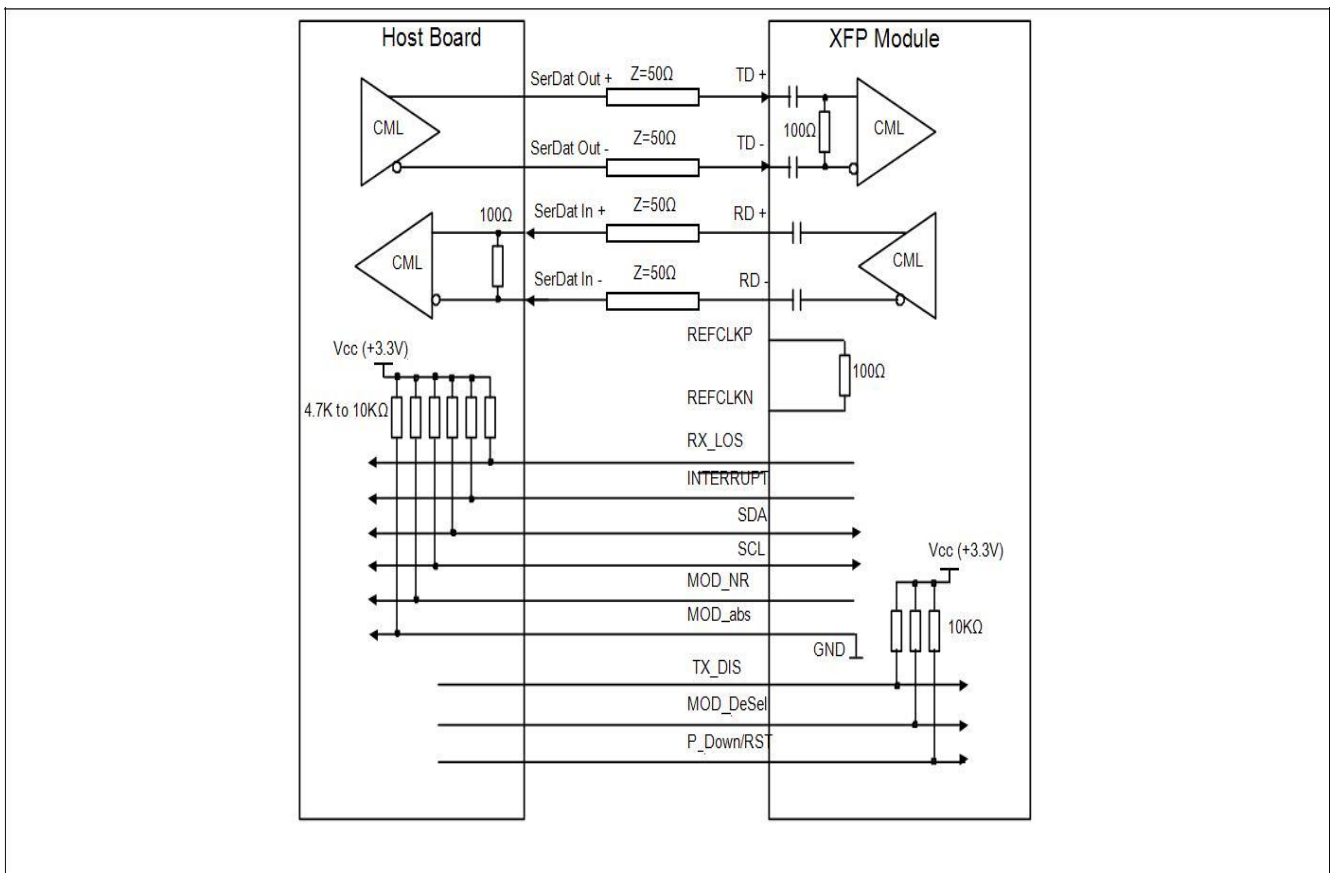 Host Board
XFP Module
SerDat Out +
Z=50Ω
TD +
CML
100Ω
CML
SerDat Out -
Z=50Ω
TD -
100Ω
SerDat In +
Z=50Ω
RD +
CML
CML
SerDat In -
Z=50Ω
RD -
REFCLKP
Vcc (+3.3V)
100Ω
REFCLKN
4.7K to 10KΩ
RX_LOS
INTERRUPT
SDA
SCL
Vcc (+3.3V)
MOD_NR
MOD_abs
10KΩ
GND
TX_DIS
MOD_DeSel
P_Down/RST